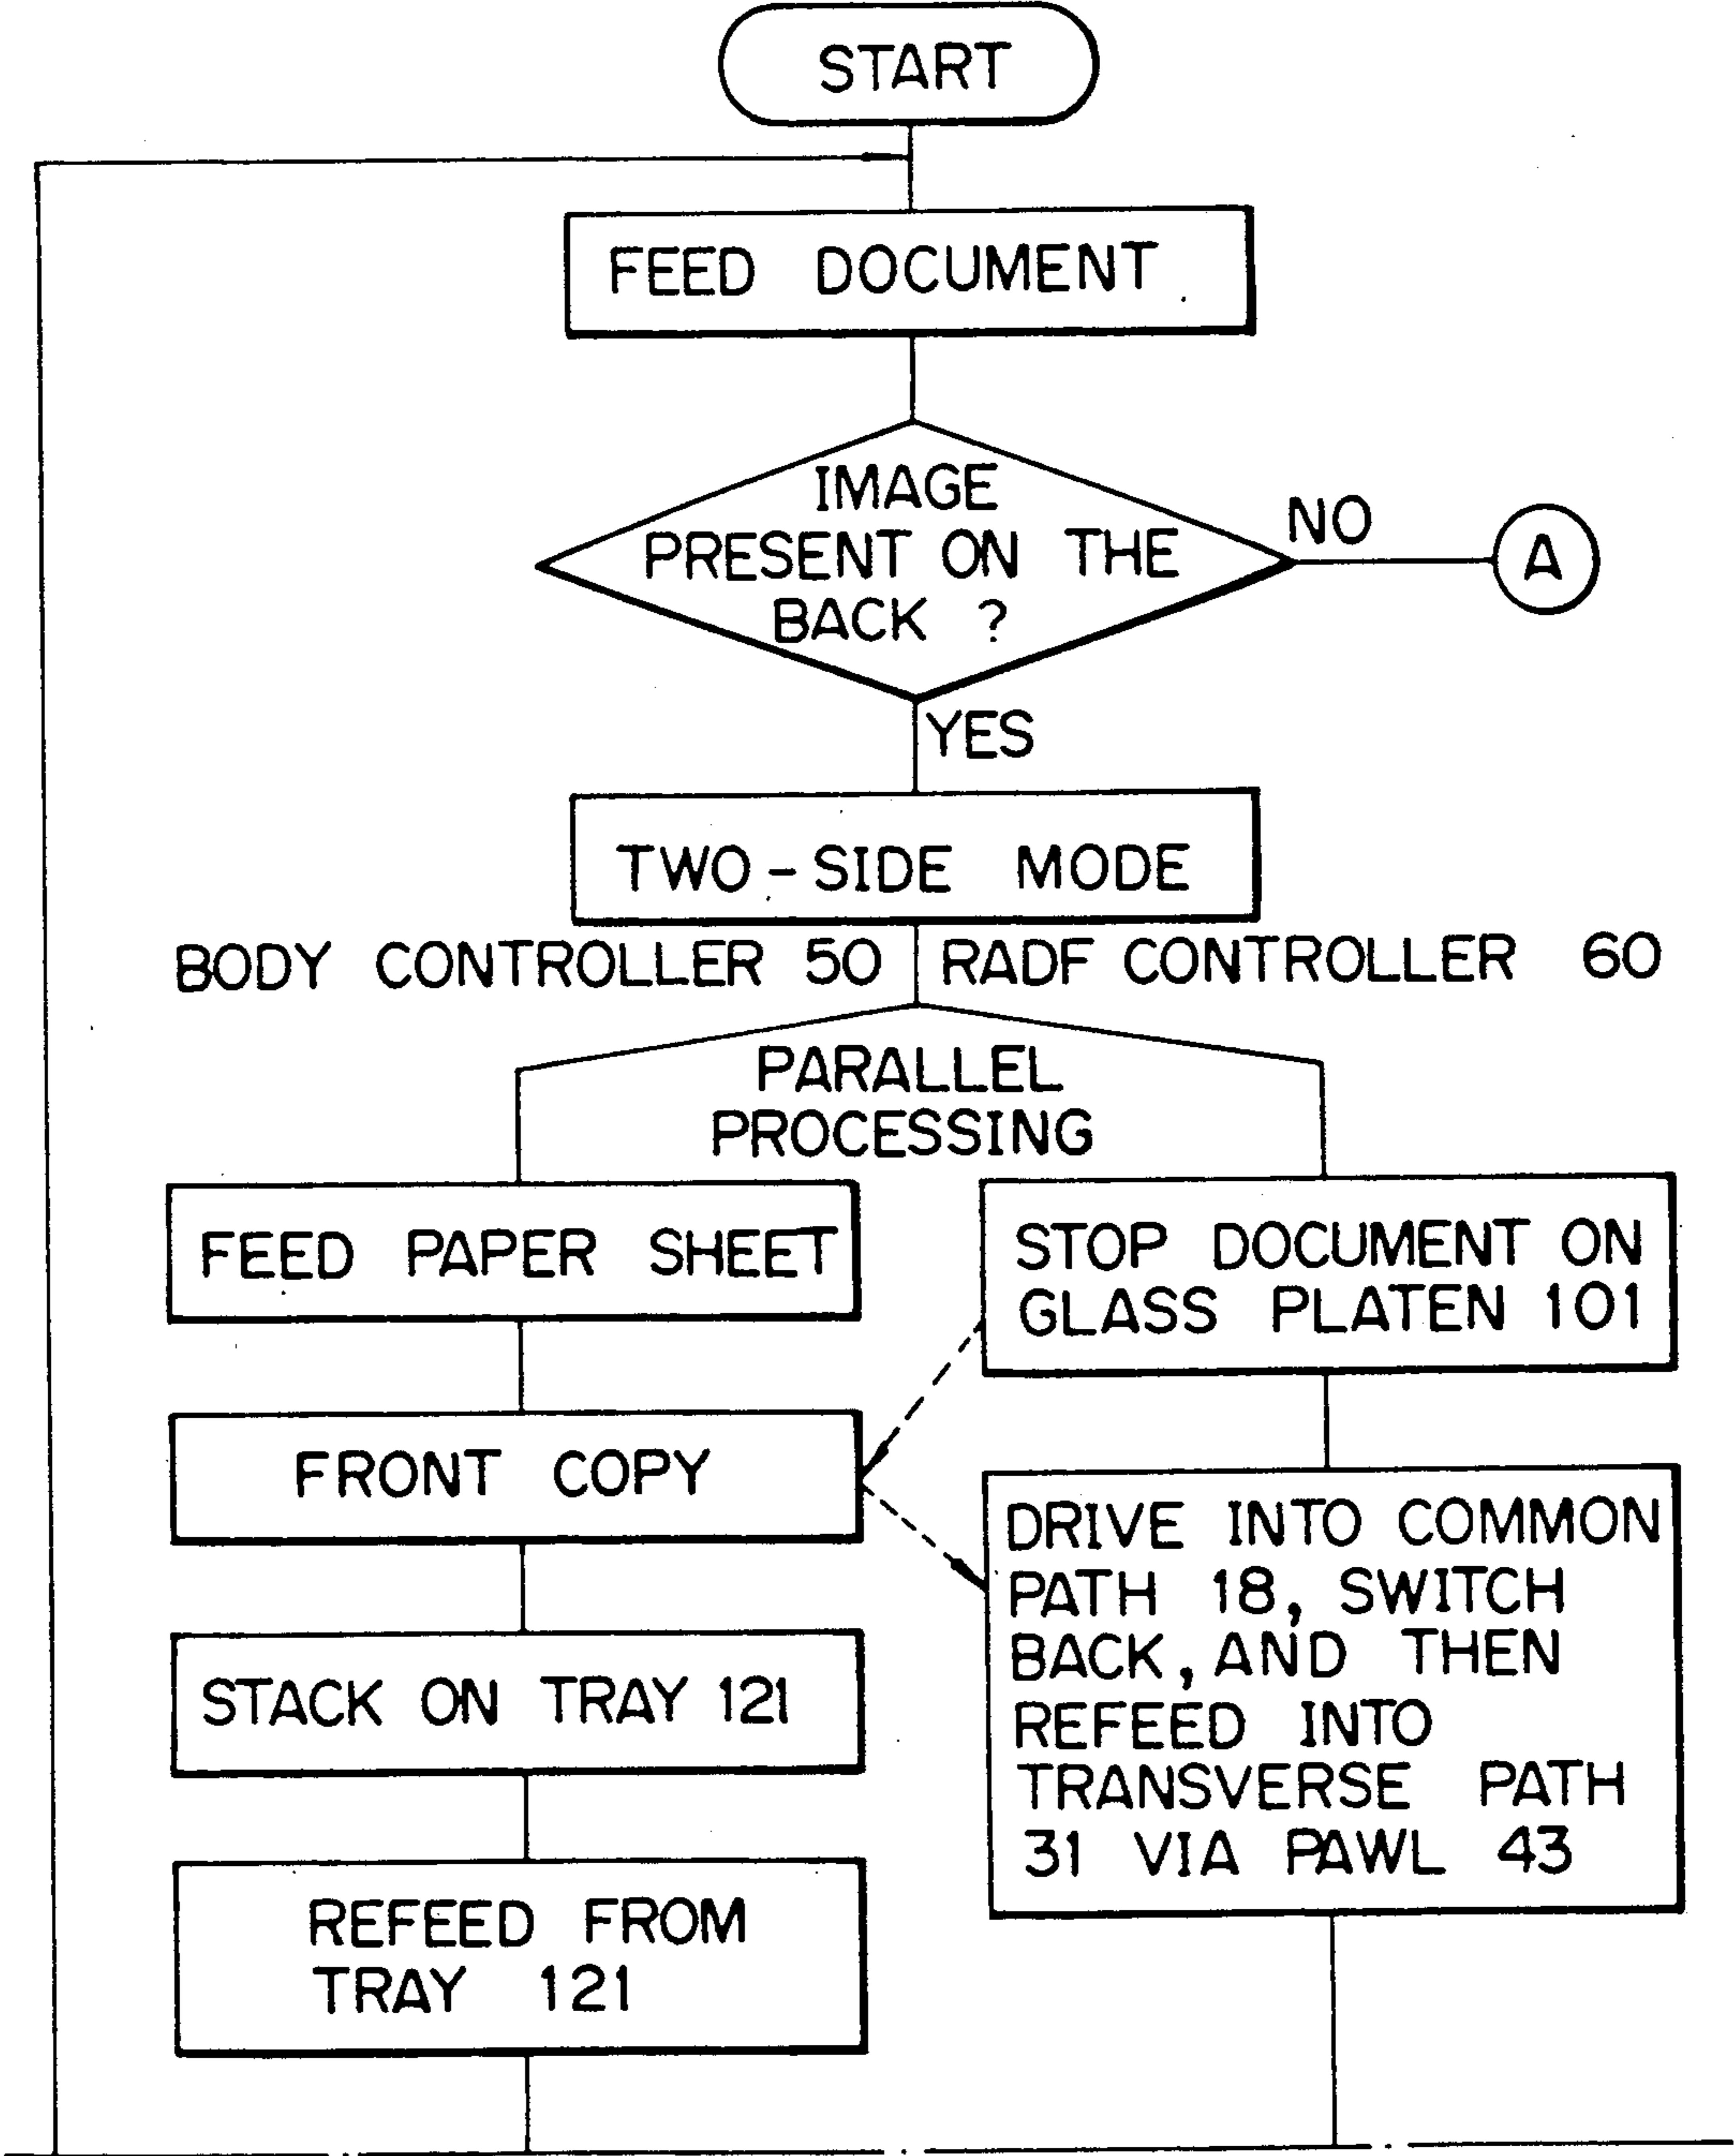 START
FEED DOCUMENT
IMAGE
PRESENT ON THE
BACK ?
NO
A
YES
TWO-SIDE MODE
BODY CONTROLLER 50
RADF CONTROLLER 60
PARALLEL
PROCESSING
FEED PAPER SHEET
STOP DOCUMENT ON
GLASS PLATEN 101
FRONT COPY
DRIVE INTO COMMON
PATH 18, SWITCH
BACK, AND THEN
REFEED INTO
TRANSVERSE PATH
31 VIA PAWL 43
STACK ON TRAY 121
REFEED FROM
TRAY 121